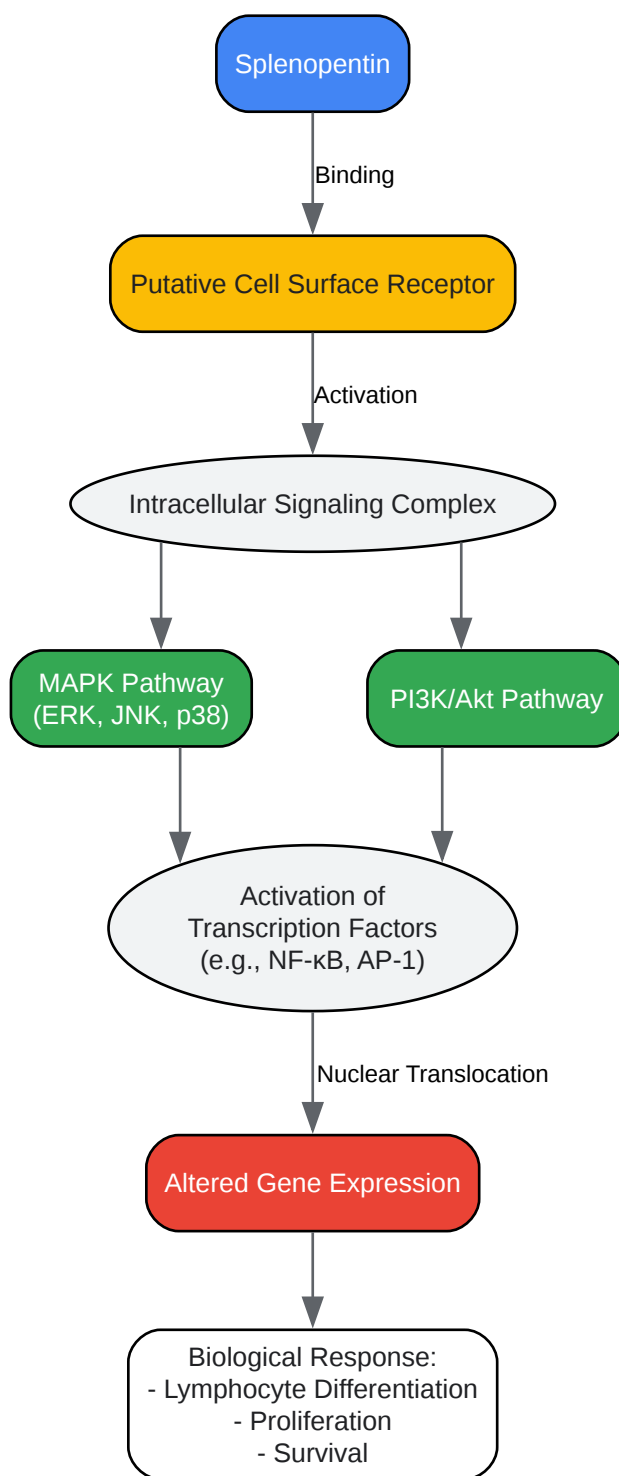 Splenopentin
Binding
Putative Cell Surface Receptor
Activation
Intracellular Signaling Complex
MAPK Pathway
(ERK, JNK, p38)
PI3K/Akt Pathway
Activation of
Transcription Factors
(e.g., NF-κB, AP-1)
Nuclear Translocation
Altered Gene Expression
Biological Response:
- Lymphocyte Differentiation
- Proliferation
- Survival